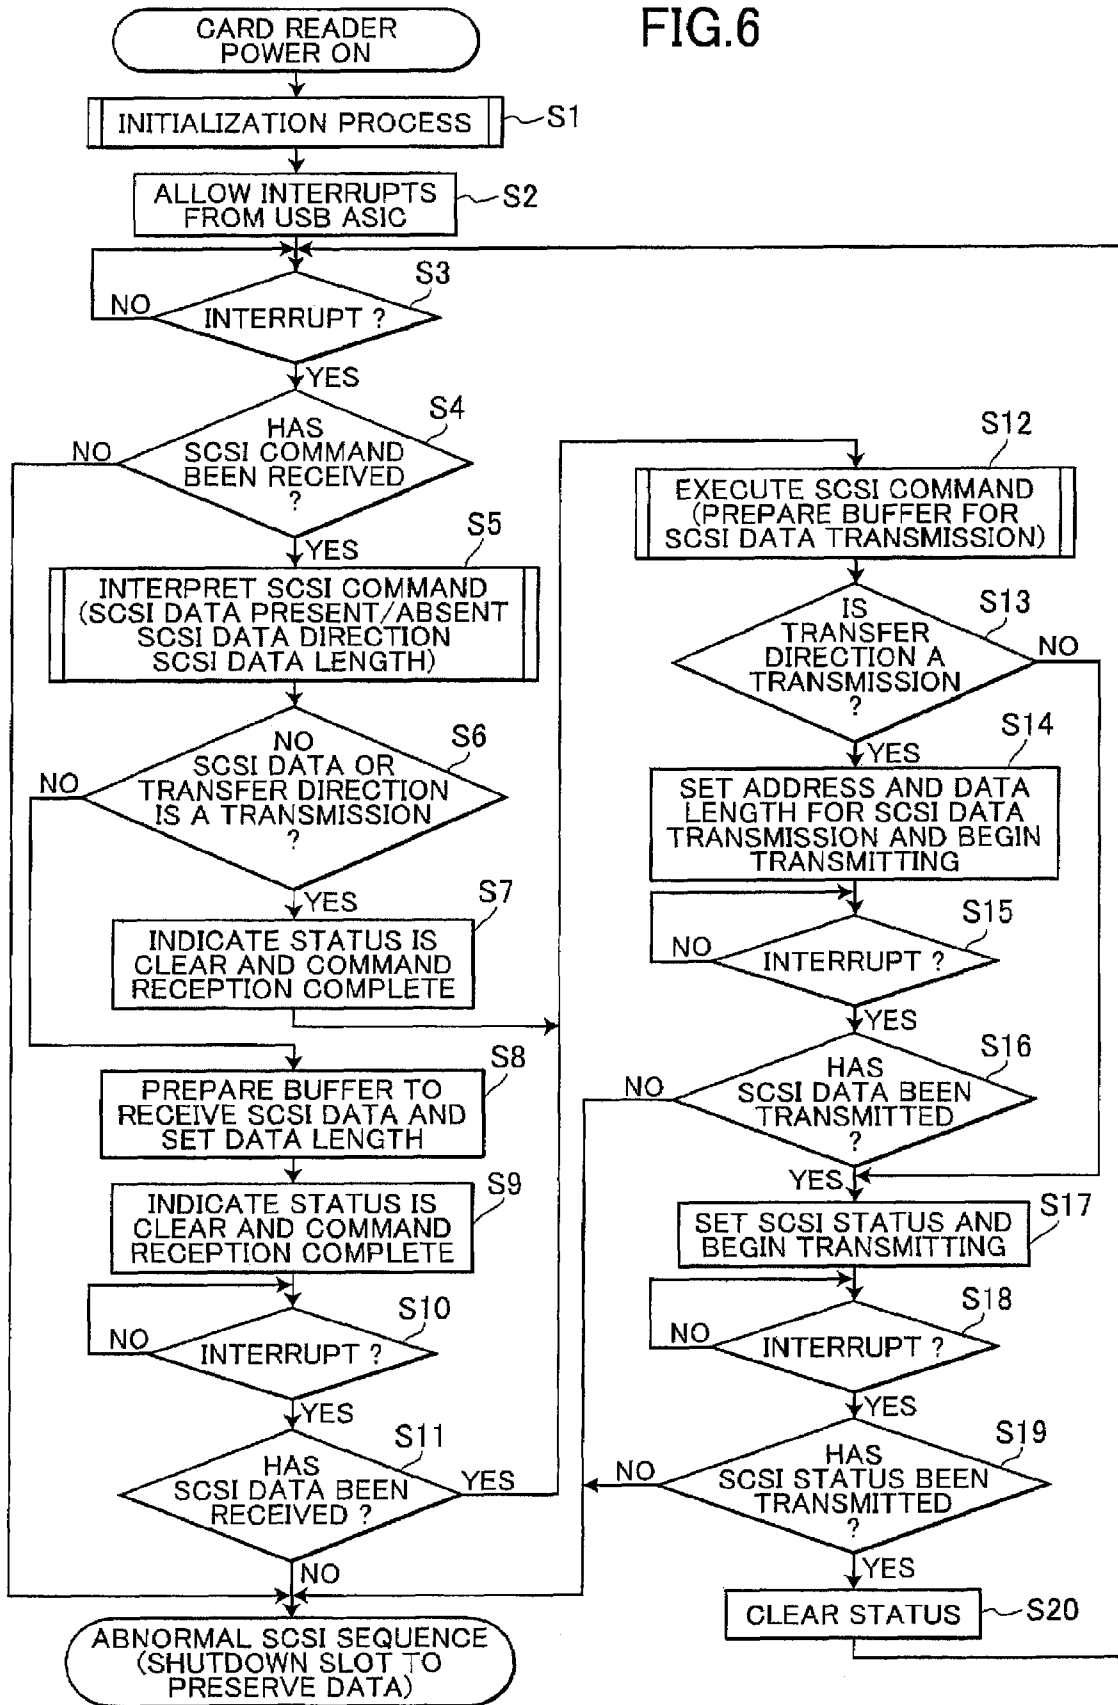 FIG.6
CARD READER
POWER ON
INITIALIZATION PROCESS
S1
ALLOW INTERRUPTS
FROM USB ASIC
S2
S3
NO
INTERRUPT ?
YES
S4
NO
HAS
SCSI COMMAND
BEEN RECEIVED
?
YES
S5
INTERPRET SCSI COMMAND
(SCSI DATA PRESENT/ABSENT
SCSI DATA DIRECTION
SCSI DATA LENGTH)
S6
NO
NO
SCSI DATA OR
TRANSFER DIRECTION
IS A TRANSMISSION
?
YES
S7
INDICATE STATUS IS
CLEAR AND COMMAND
RECEPTION COMPLETE
S8
PREPARE BUFFER TO
RECEIVE SCSI DATA AND
SET DATA LENGTH
S9
INDICATE STATUS IS
CLEAR AND COMMAND
RECEPTION COMPLETE
S10
NO
INTERRUPT ?
YES
S11
HAS
SCSI DATA BEEN
RECEIVED ?
YES
NO
ABNORMAL SCSI SEQUENCE
(SHUTDOWN SLOT TO
PRESERVE DATA)
S12
EXECUTE SCSI COMMAND
(PREPARE BUFFER FOR
SCSI DATA TRANSMISSION)
S13
IS
TRANSFER
DIRECTION A
TRANSMISSION
?
NO
YES
S14
SET ADDRESS AND DATA
LENGTH FOR SCSI DATA
TRANSMISSION AND BEGIN
TRANSMITTING
S15
NO
INTERRUPT ?
YES
S16
NO
HAS
SCSI DATA BEEN
TRANSMITTED
?
YES
S17
SET SCSI STATUS AND
BEGIN TRANSMITTING
S18
NO
INTERRUPT ?
YES
S19
NO
HAS
SCSI STATUS BEEN
TRANSMITTED
?
YES
CLEAR STATUS
S20